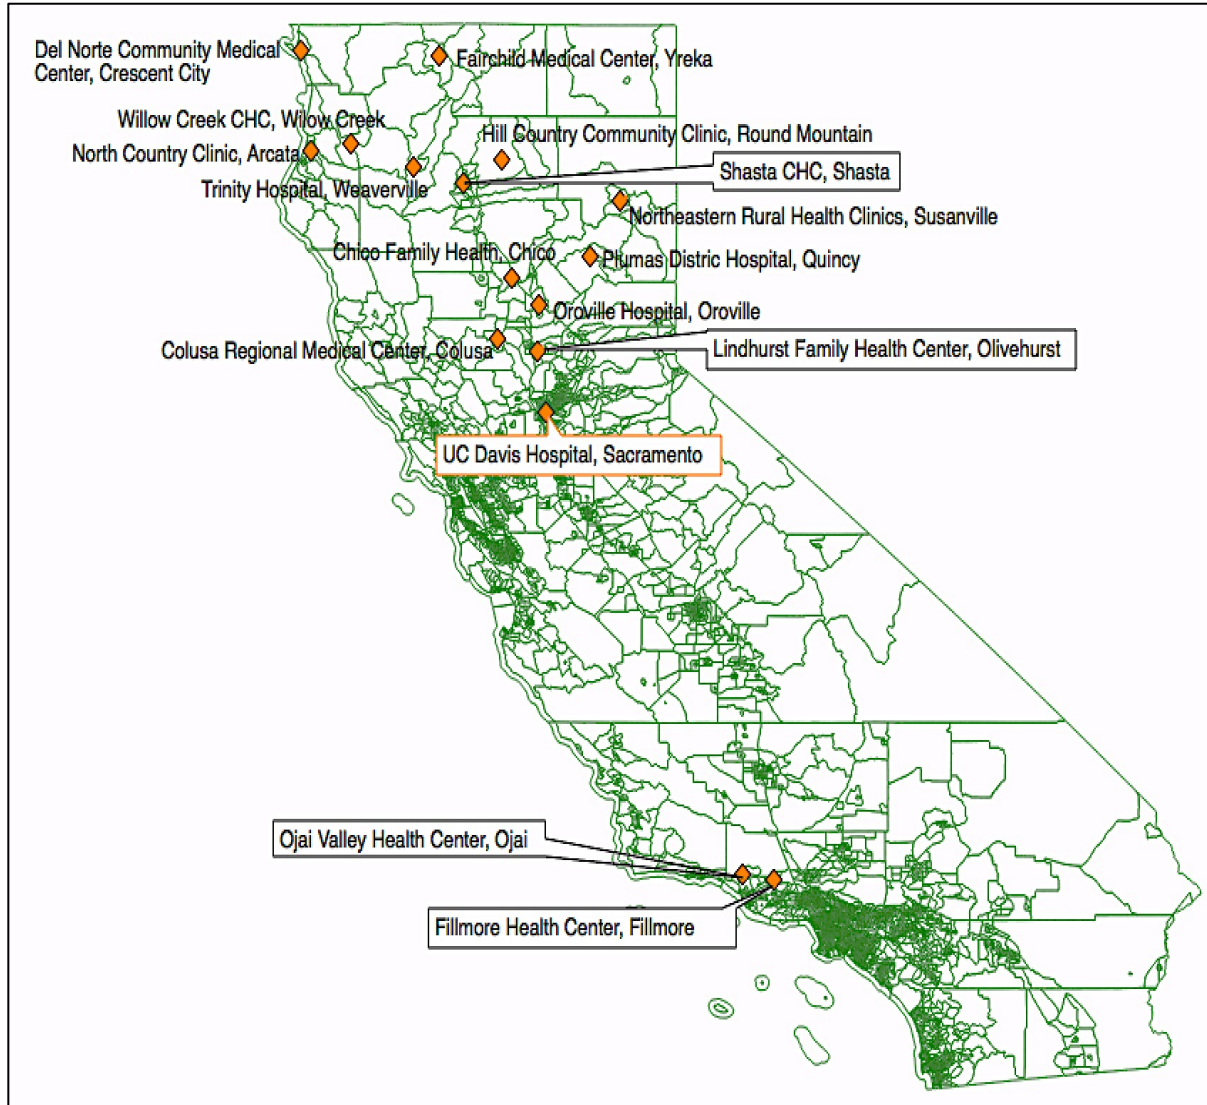 Del Norte Community Medical
Center, Crescent City
Fairchild Medical Center, Yreka
Willow Creek CHC, Wilow Creek
Hill Country Community Clinic, Round Mountain
North Country Clinic, Arcata
Shasta CHC, Shasta
Trinity Hospital, Weaverville
Northeastern Rural Health Clinics, Susanville
Chico Family Health, Chico
Plumas Distric Hospital, Quincy
Oroville Hospital, Oroville
Colusa Regional Medical Center, Colusa
Lindhurst Family Health Center, Olivehurst
UC Davis Hospital, Sacramento
Ojai Valley Health Center, Ojai
Fillmore Health Center, Fillmore